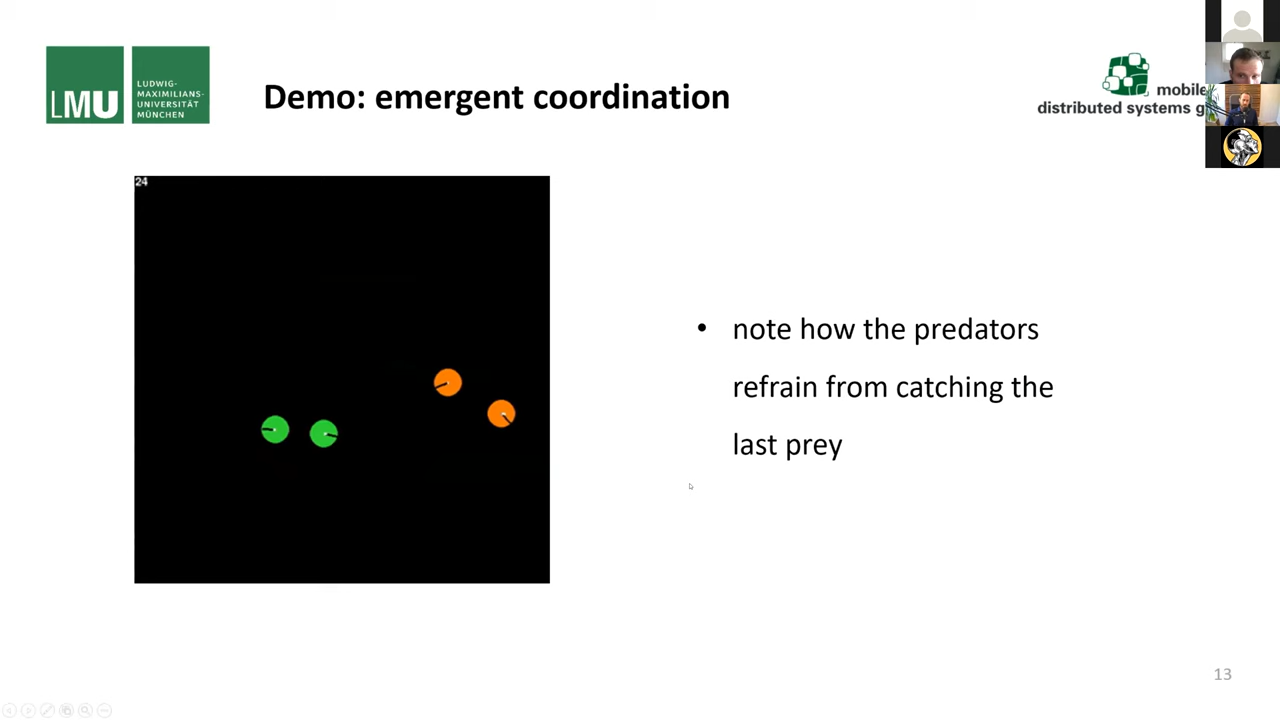 LMU
LUDWIG-
MAXIMILIANS-
UNIVERSITÄT
MÜNCHEN
Demo: emergent coordination
mobile
distributed systems g
24
• note how the predators
refrain from catching the
last prey
13